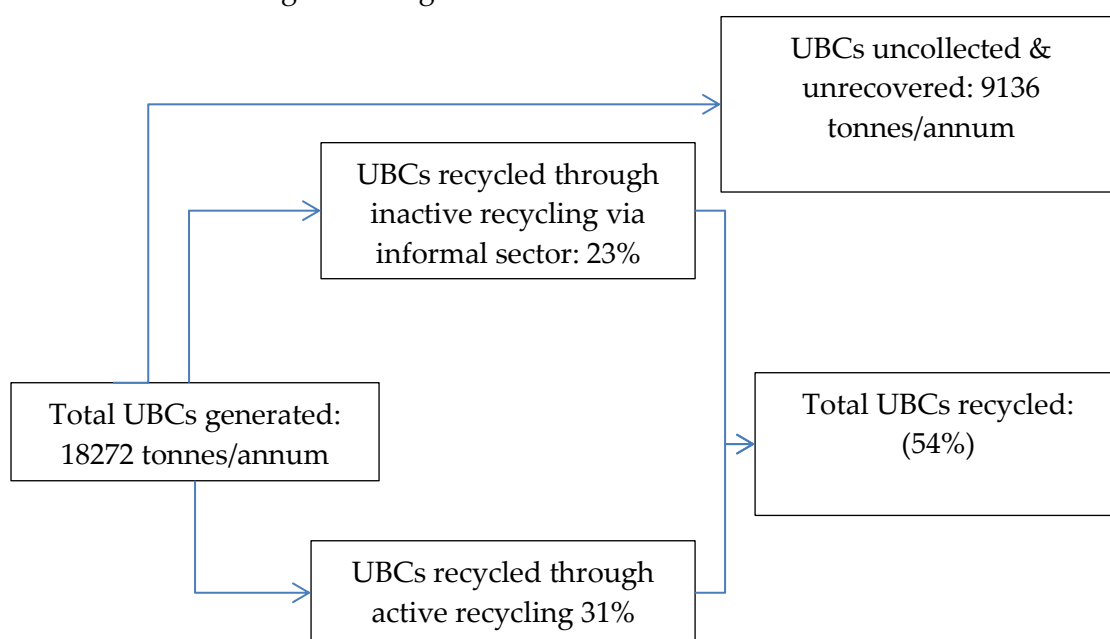 UBCs uncollected &
unrecovered: 9136
tonnes/annum
UBCs recycled through
inactive recycling via
informal sector: 23%
Total UBCs generated:
18272 tonnes/annum
Total UBCs recycled:
(54%)
UBCs recycled through
active recycling 31%